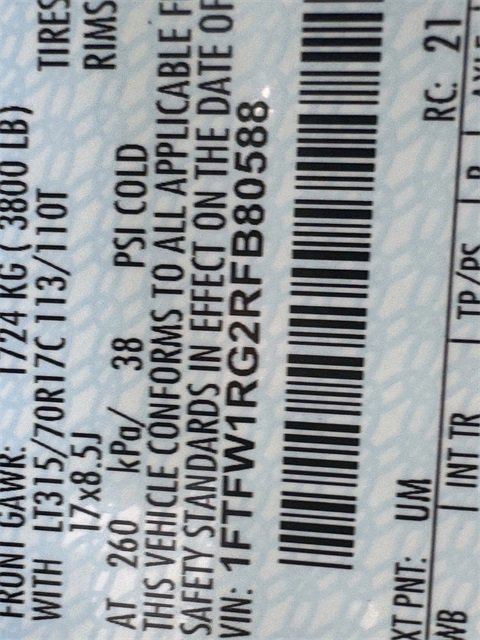 FRONT GAWR: 1724 KG ( 3800 LB)
WITH LT315/70R17C 113/110T TIRES
17x8.5J RIMS
AT 260 kPa/ 38 PSI COLD
THIS VEHICLE CONFORMS TO ALL APPLICABLE F
SAFETY STANDARDS IN EFFECT ON THE DATE OF
VIN: 1FTFW1RG2RFB80588
XT PNT: UM RC: 21
WB INT TR TP/PS R AXLE